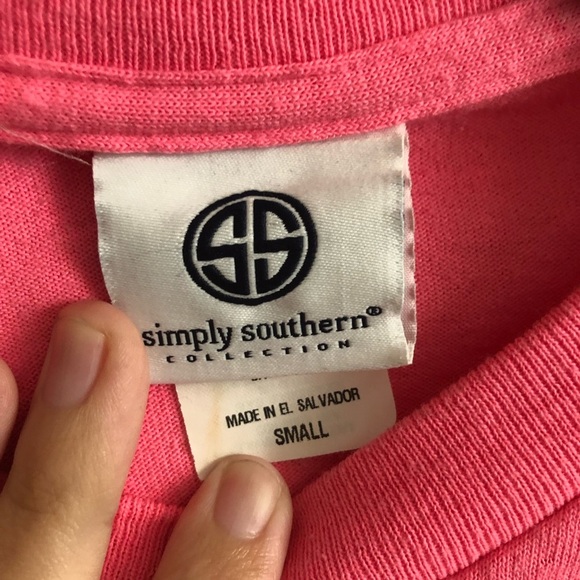 SS
simply southern®
COLLECTION
MADE IN EL SALVADOR
SMALL